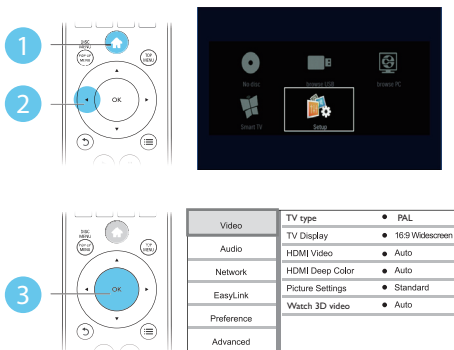 1
DISC
MENU
POP-UP
MENU
TOP
MENU
2
OK
No disc
Browse USB
browse PC
Smart TV
Setup
DISC
MENU
POP-UP
MENU
TOP
MENU
3
OK
Video
Audio
Network
EasyLink
Preference
Advanced
TV type PAL
TV Display 16:9 Widescreen
HDMI Video Auto
HDMI Deep Color Auto
Picture Settings Standard
Watch 3D video Auto